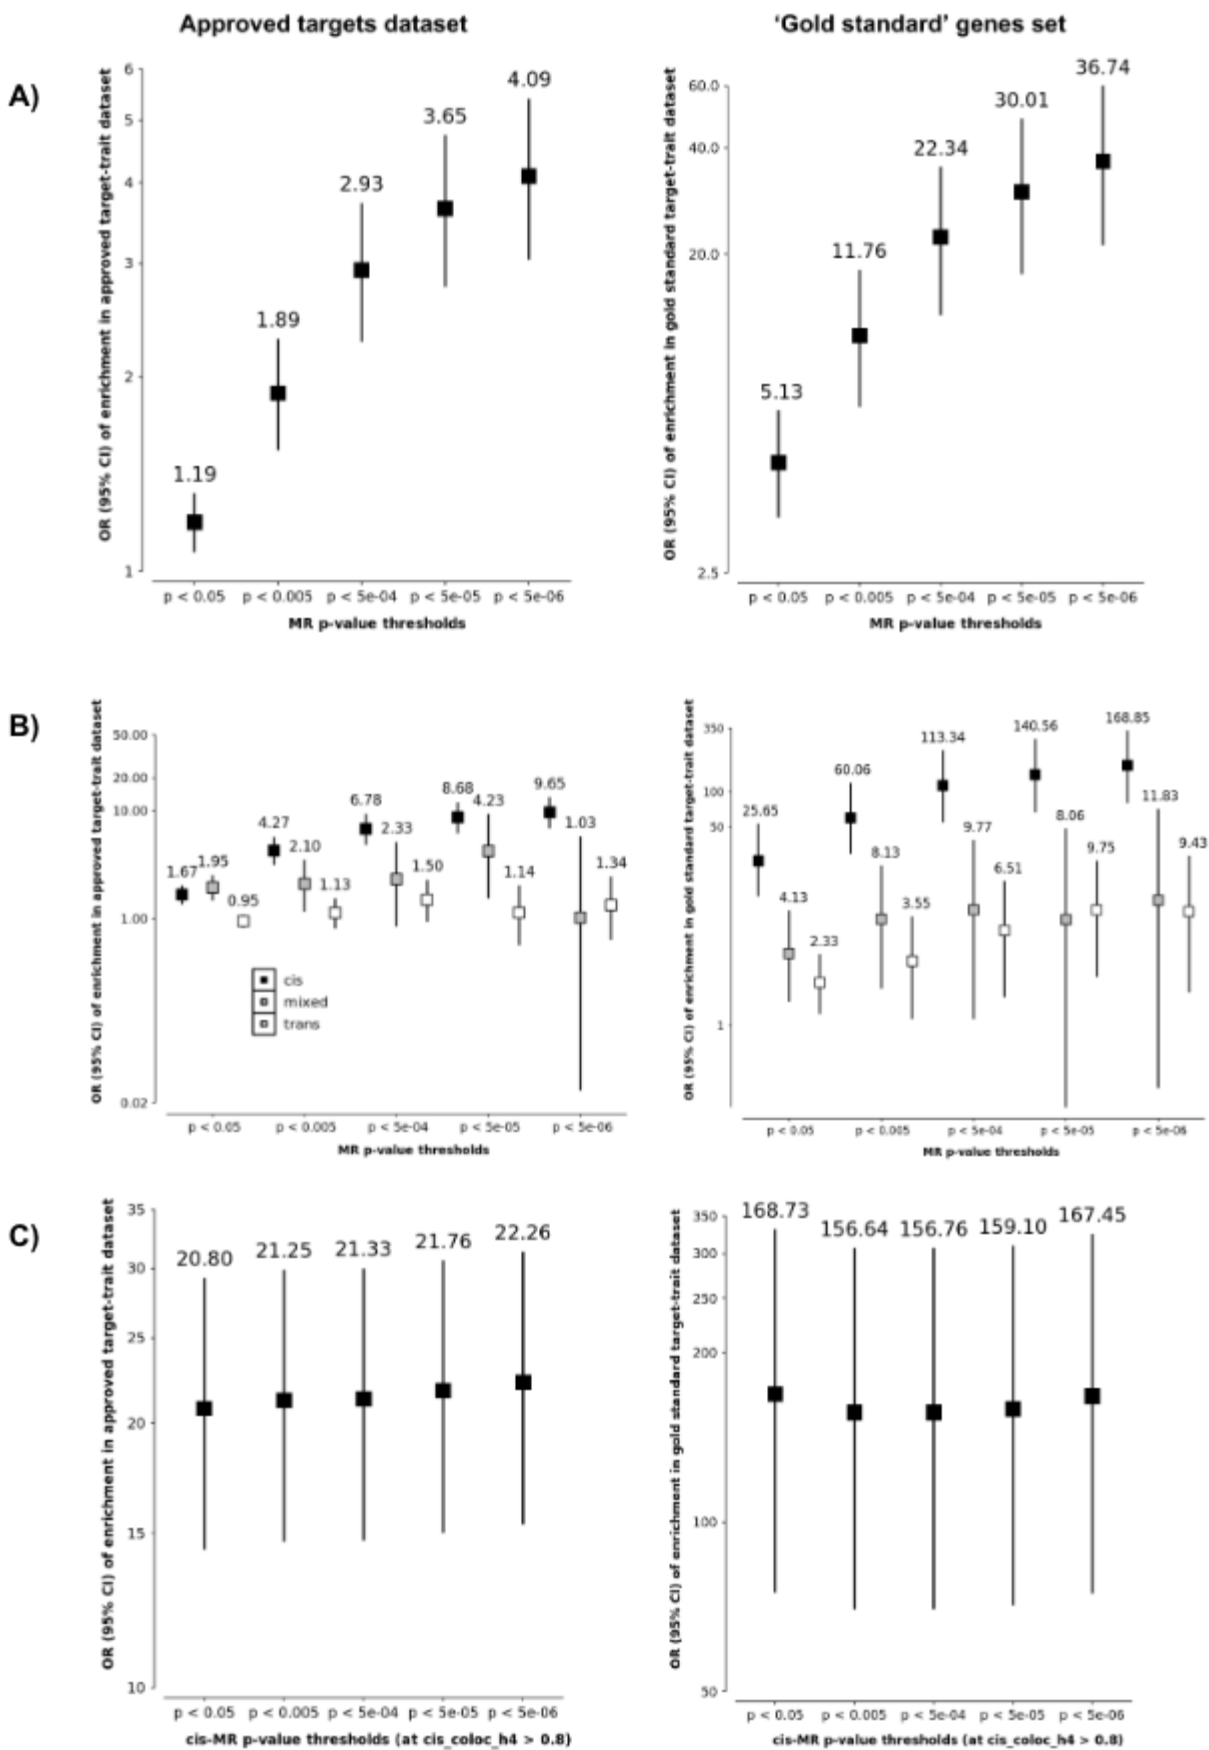 Approved targets dataset
‘Gold standard’ genes set
A)
OR (95% CI) of enrichment in approved target-trait dataset
6
5
4
3
2
1
1.19
1.89
2.93
3.65
4.09
p < 0.05 p < 0.005 p < 5e-04 p < 5e-05 p < 5e-06
MR p-value thresholds
OR (95% CI) of enrichment in gold standard target-trait dataset
60.0
40.0
20.0
2.5
5.13
11.76
22.34
30.01
36.74
p < 0.05 p < 0.005 p < 5e-04 p < 5e-05 p < 5e-06
MR p-value thresholds
B)
OR (95% CI) of enrichment in approved target-trait dataset
50.00
20.00
10.00
1.00
0.02
1.67 1.95 0.95
4.27 2.10 1.13
6.78 2.33 1.50
8.68 4.23 1.14
9.65 1.03 1.34
cis
mixed
trans
p < 0.05 p < 0.005 p < 5e-04 p < 5e-05 p < 5e-06
MR p-value thresholds
OR (95% CI) of enrichment in gold standard target-trait dataset
350
100
50
1
25.65 4.13 2.33
60.06 8.13 3.55
113.34 9.77 6.51
140.56 8.06 9.75
168.85 11.83 9.43
p < 0.05 p < 0.005 p < 5e-04 p < 5e-05 p < 5e-06
MR p-value thresholds
C)
OR (95% CI) of enrichment in approved target-trait dataset
35
30
25
20
15
10
20.80 21.25 21.33 21.76 22.26
p < 0.05 p < 0.005 p < 5e-04 p < 5e-05 p < 5e-06
cis-MR p-value thresholds (at cis_coloc_h4 > 0.8)
OR (95% CI) of enrichment in gold standard target-trait dataset
350
300
250
200
100
50
168.73 156.64 156.76 159.10 167.45
p < 0.05 p < 0.005 p < 5e-04 p < 5e-05 p < 5e-06
cis-MR p-value thresholds (at cis_coloc_h4 > 0.8)